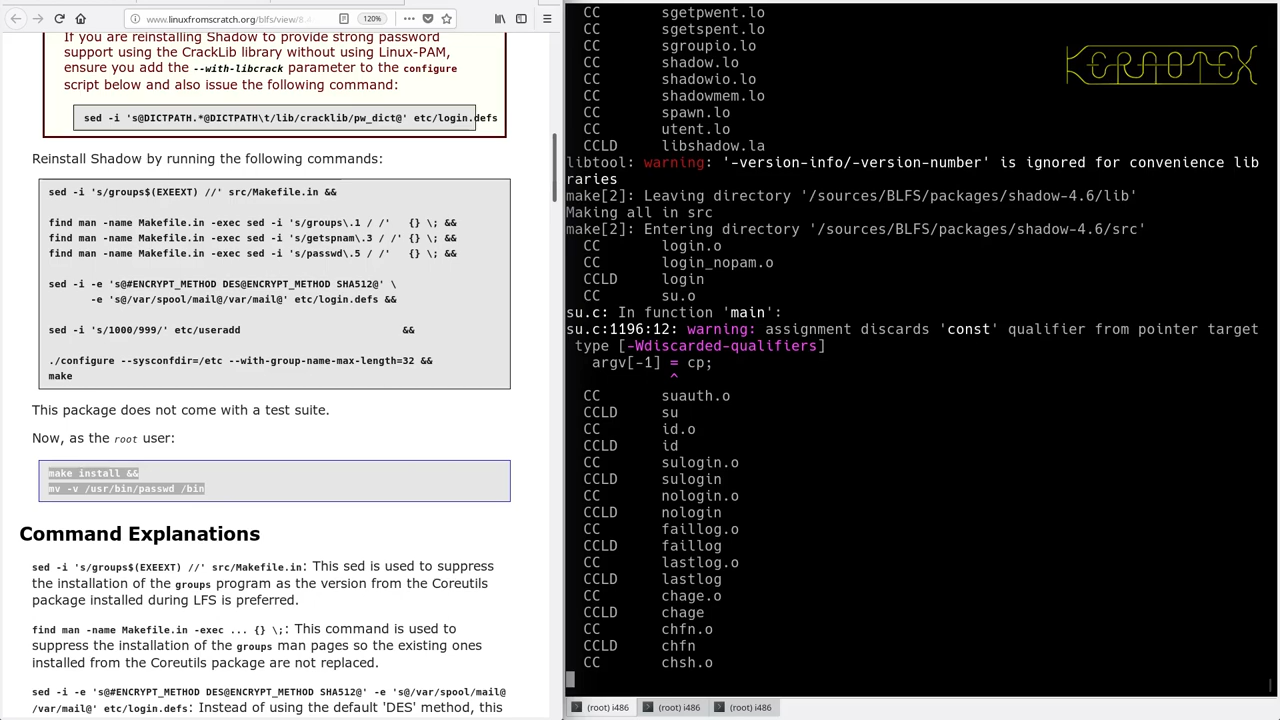 www.linuxfromscratch.org/blfs/view/8.4
120%
If you are reinstalling Shadow to provide strong password
support using the CrackLib library without using Linux-PAM,
ensure you add the --with-libcrack parameter to the configure
script below and also issue the following command:
sed -i 's@DICTPATH.*@DICTPATH\t/lib/cracklib/pw_dict@' etc/login.defs
Reinstall Shadow by running the following commands:
sed -i 's/groups$(EXEEXT) //' src/Makefile.in &&
find man -name Makefile.in -exec sed -i 's/groups\.1 / /'   {} \; &&
find man -name Makefile.in -exec sed -i 's/getspnam\.3 / /' {} \; &&
find man -name Makefile.in -exec sed -i 's/passwd\.5 / /'   {} \; &&
sed -i -e 's@#ENCRYPT_METHOD DES@ENCRYPT_METHOD SHA512@' \
-e 's@/var/spool/mail@/var/mail@' etc/login.defs &&
sed -i 's/1000/999/' etc/useradd &&
./configure --sysconfdir=/etc --with-group-name-max-length=32 &&
make
This package does not come with a test suite.
Now, as the root user:
make install &&
mv -v /usr/bin/passwd /bin
Command Explanations
sed -i 's/groups$(EXEEXT) //' src/Makefile.in: This sed is used to suppress
the installation of the groups program as the version from the Coreutils
package installed during LFS is preferred.
find man -name Makefile.in -exec ... {} \;: This command is used to
suppress the installation of the groups man pages so the existing ones
installed from the Coreutils package are not replaced.
sed -i -e 's@#ENCRYPT_METHOD DES@ENCRYPT_METHOD SHA512@' -e 's@/var/spool/mail@
/var/mail@' etc/login.defs: Instead of using the default 'DES' method, this
CC sgetpwent.lo
CC sgetspent.lo
CC sgroupio.lo
CC shadow.lo
CC shadowio.lo
CC shadowmem.lo
CC spawn.lo
CC utent.lo
CCLD libshadow.la
libtool: warning: '-version-info/-version-number' is ignored for convenience lib
raries
make[2]: Leaving directory '/sources/BLFS/packages/shadow-4.6/lib'
Making all in src
make[2]: Entering directory '/sources/BLFS/packages/shadow-4.6/src'
CC login.o
CC login_nopam.o
CCLD login
CC su.o
su.c: In function 'main':
su.c:1196:12: warning: assignment discards 'const' qualifier from pointer target
type [-Wdiscarded-qualifiers]
argv[-1] = cp;
^
CC suauth.o
CCLD su
CC id.o
CCLD id
CC sulogin.o
CCLD sulogin
CC nologin.o
CCLD nologin
CC faillog.o
CCLD faillog
CC lastlog.o
CCLD lastlog
CC chage.o
CCLD chage
CC chfn.o
CCLD chfn
CC chsh.o
(root) i486
(root) i486
(root) i486